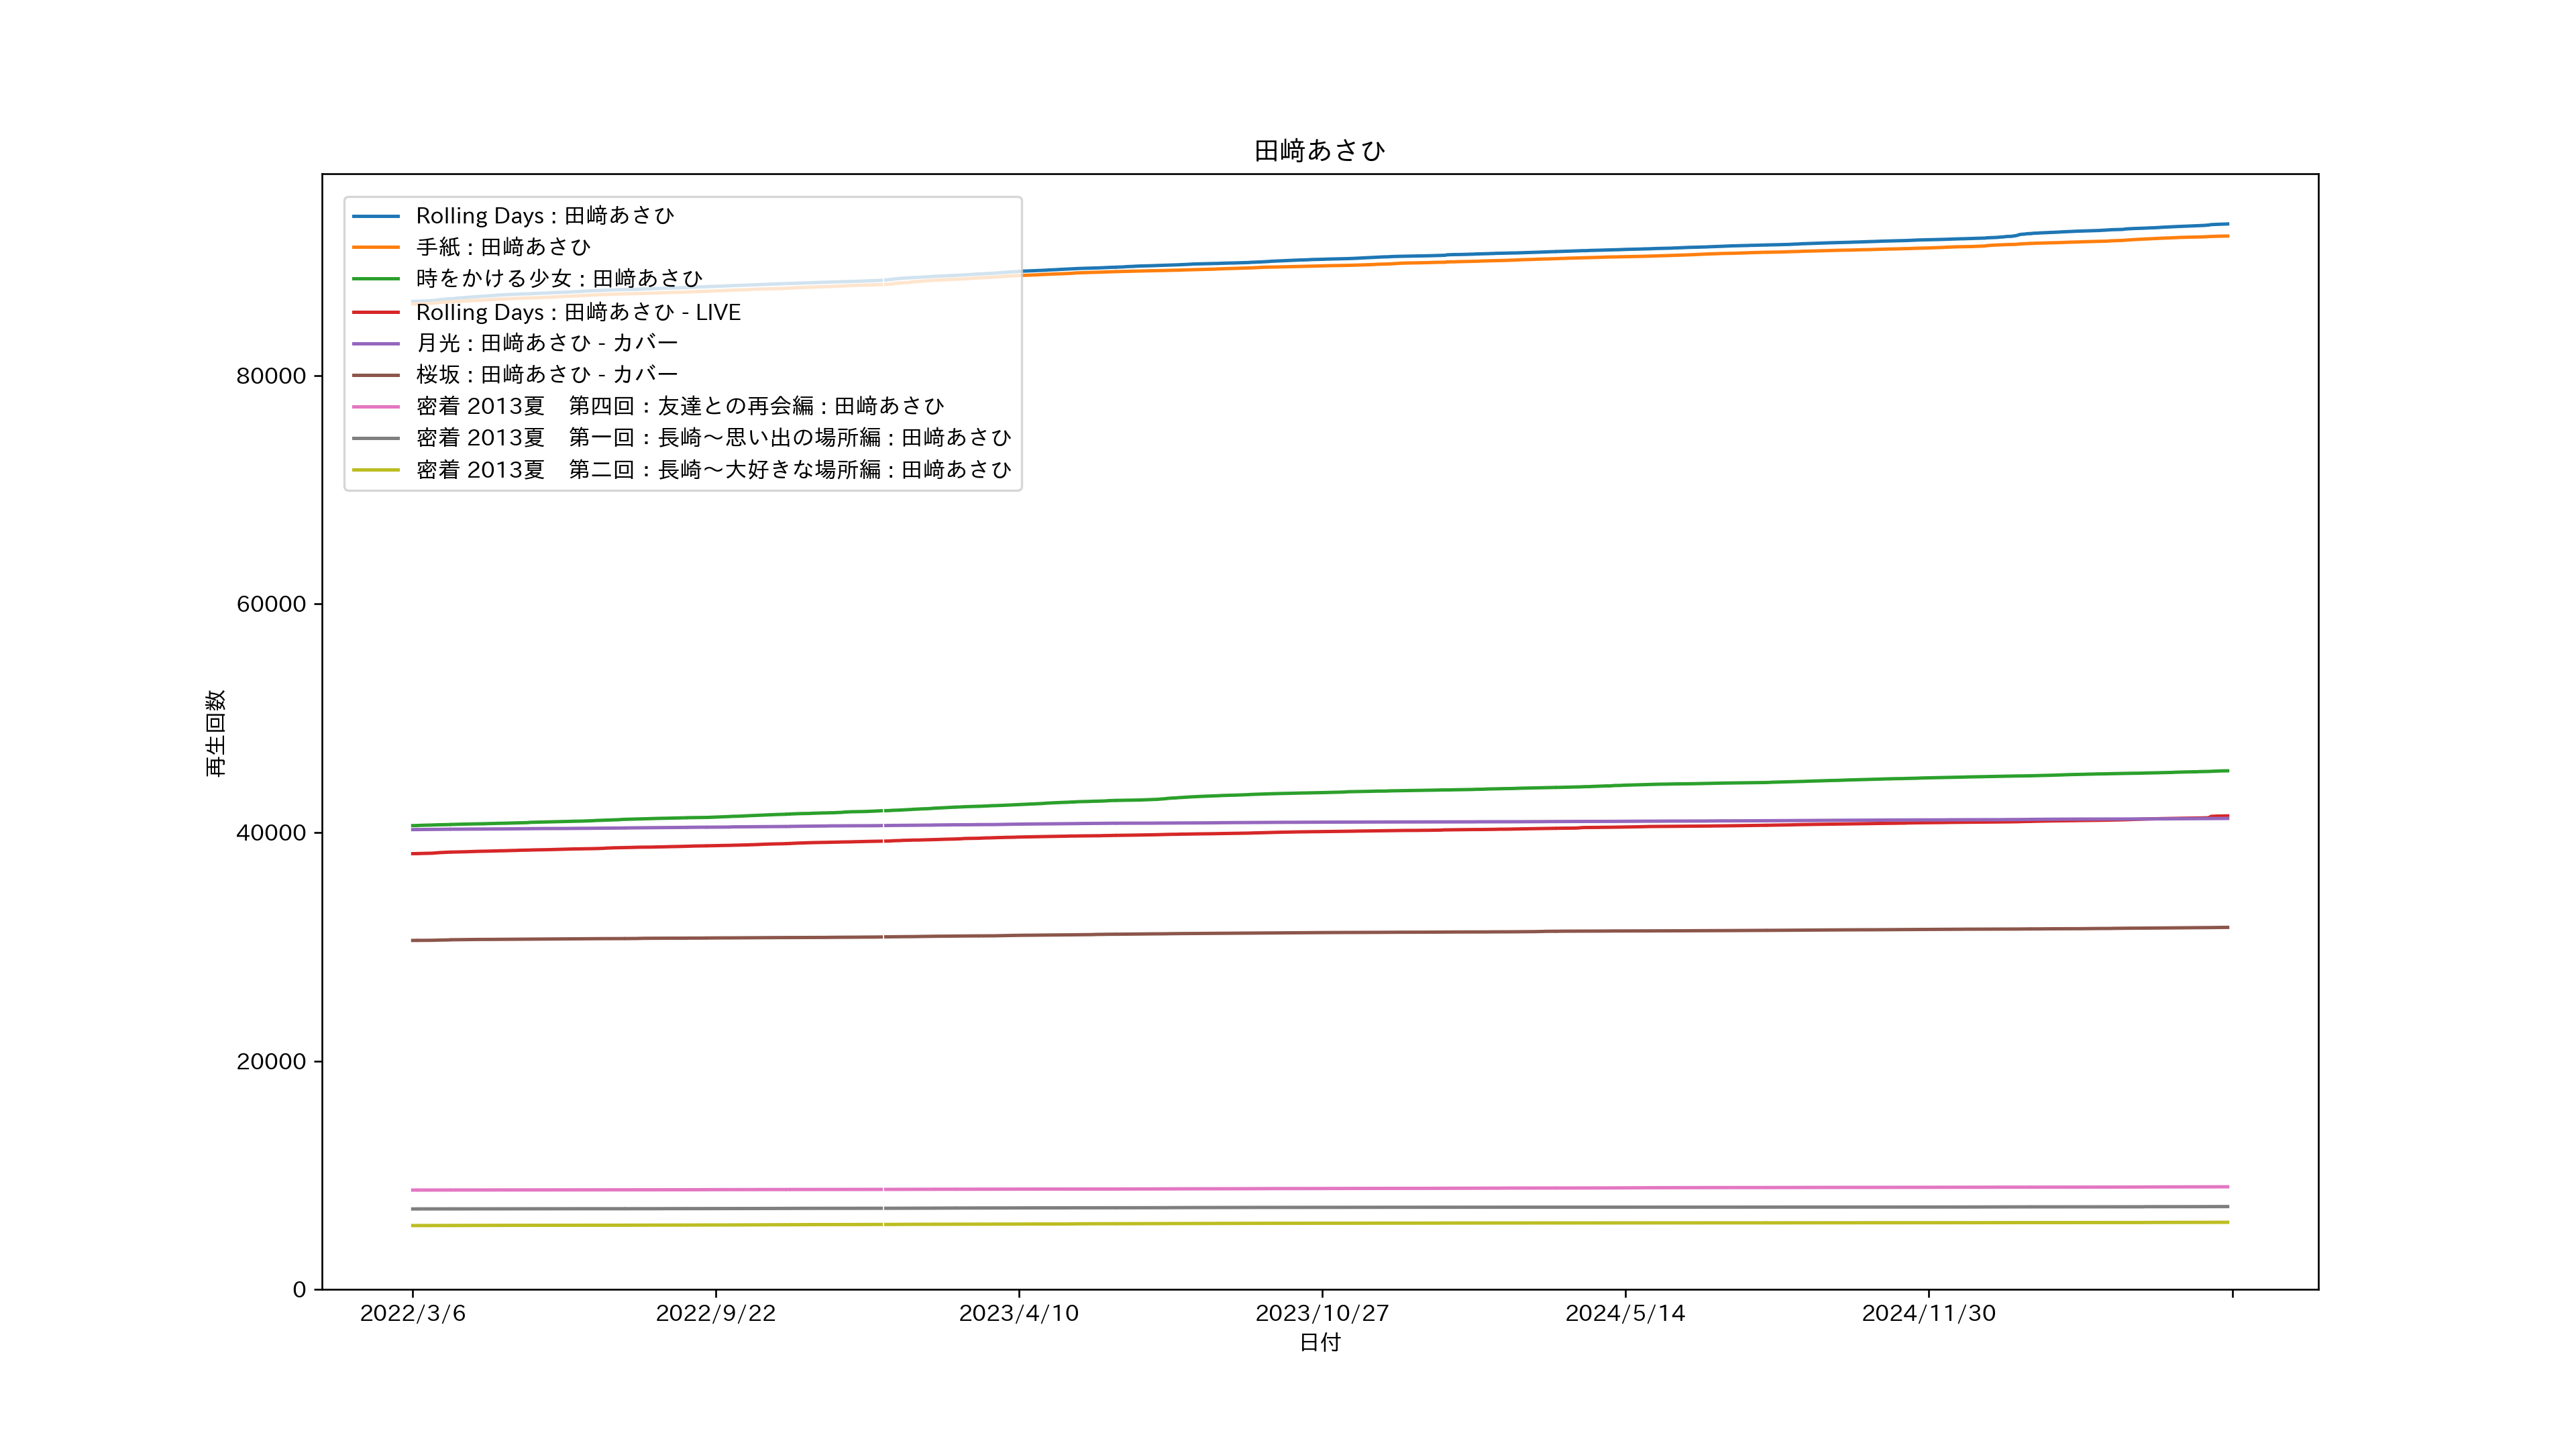 田﨑あさひ
Rolling Days : 田﨑あさひ
手紙 : 田﨑あさひ
時をかける少女 : 田﨑あさひ
Rolling Days : 田﨑あさひ - LIVE
月光 : 田﨑あさひ - カバー
桜坂 : 田﨑あさひ - カバー
密着 2013夏　第四回：友達との再会編 : 田﨑あさひ
密着 2013夏　第一回：長崎～思い出の場所編 : 田﨑あさひ
密着 2013夏　第二回：長崎～大好きな場所編 : 田﨑あさひ
80000
60000
40000
20000
0
再生回数
2022/3/6
2022/9/22
2023/4/10
2023/10/27
2024/5/14
2024/11/30
日付